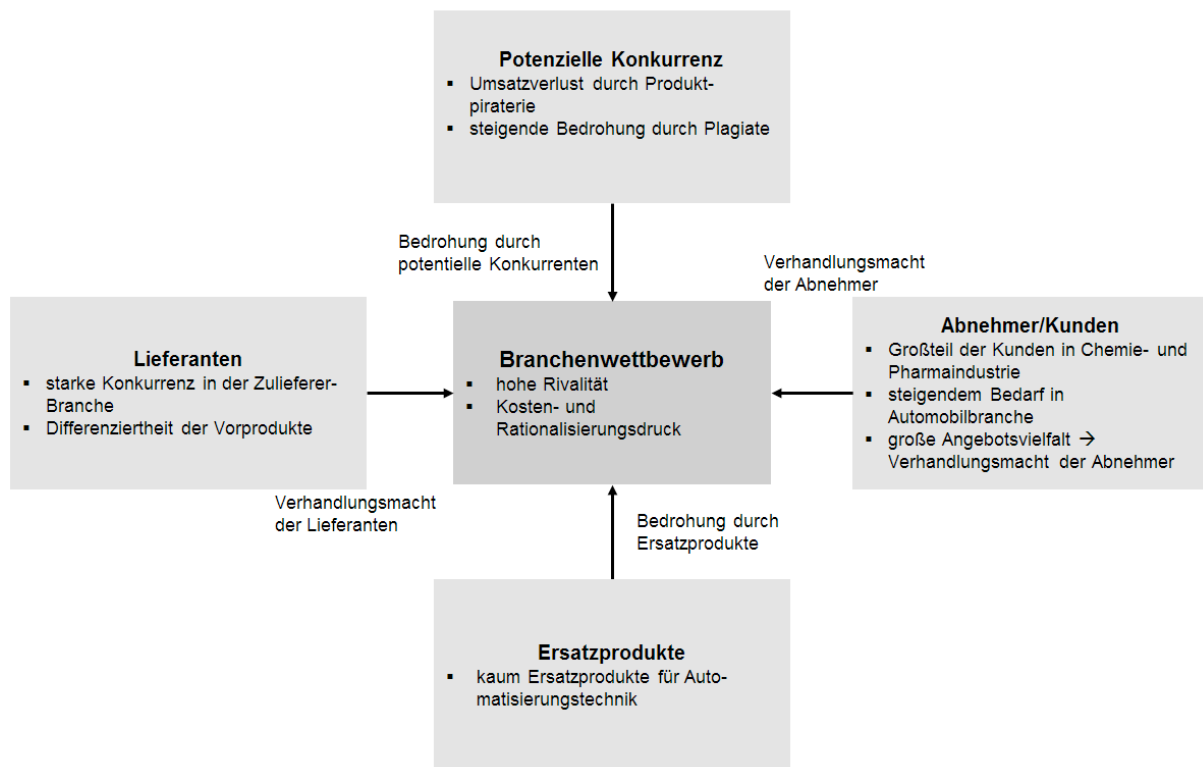 Potenzielle Konkurrenz
▪ Umsatzverlust durch Produkt-
piraterie
▪ steigende Bedrohung durch Plagiate
Bedrohung durch
potentielle Konkurrenten
Verhandlungsmacht
der Abnehmer
Lieferanten
▪ starke Konkurrenz in der Zulieferer-
Branche
▪ Differenziertheit der Vorprodukte
Branchenwettbewerb
▪ hohe Rivalität
▪ Kosten- und
Rationalisierungsdruck
Abnehmer/Kunden
▪ Großteil der Kunden in Chemie- und
Pharmaindustrie
▪ steigendem Bedarf in
Automobilbranche
▪ große Angebotsvielfalt →
Verhandlungsmacht der Abnehmer
Verhandlungsmacht
der Lieferanten
Bedrohung durch
Ersatzprodukte
Ersatzprodukte
▪ kaum Ersatzprodukte für Auto-
matisierungstechnik